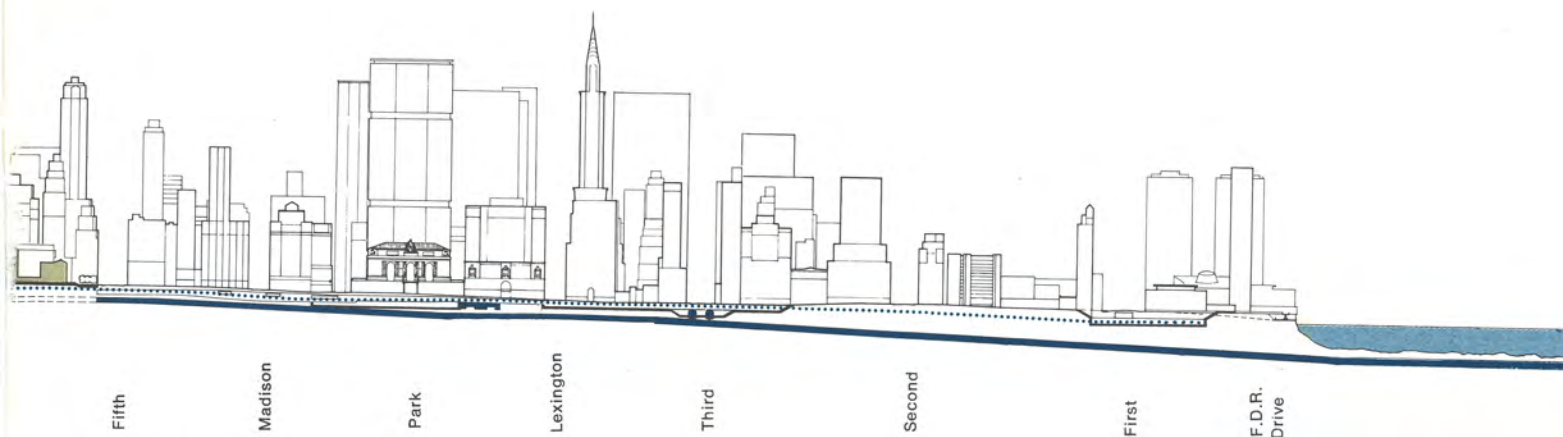 Fifth
Madison
Park
Lexington
Third
Second
First
F.D.R.
Drive